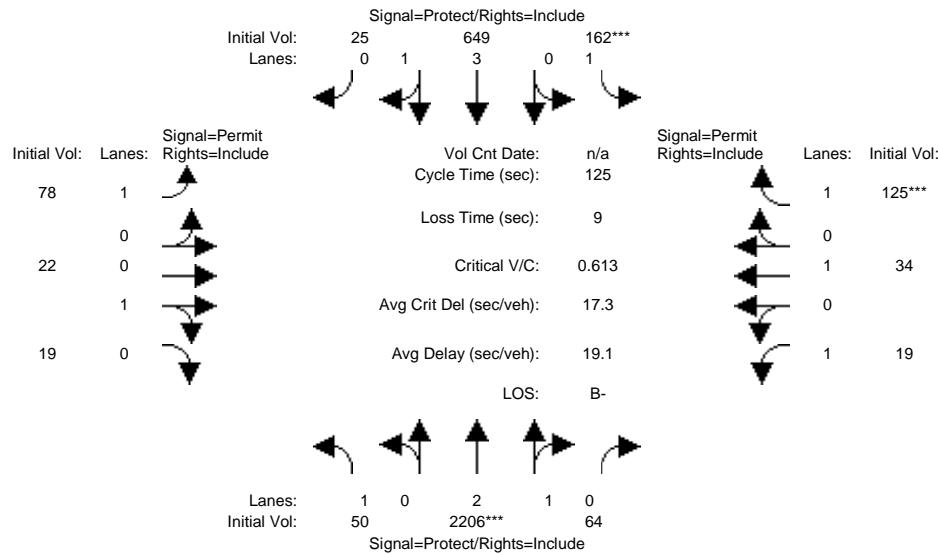 Signal=Protect/Rights=Include
Initial Vol: 25 649 162***
Lanes: 0 1 3 0 1
Signal=Permit Signal=Permit
Initial Vol: Lanes: Rights=Include Vol Cnt Date: n/a Rights=Include Lanes: Initial Vol:
Cycle Time (sec): 125
78 1 1 125***
Loss Time (sec): 9
0 0
22 0 Critical V/C: 0.613 1 34
1 Avg Crit Del (sec/veh): 17.3 0
19 0 Avg Delay (sec/veh): 19.1 1 19
LOS: B-
Lanes: 1 0 2 1 0
Initial Vol: 50 2206*** 64
Signal=Protect/Rights=Include